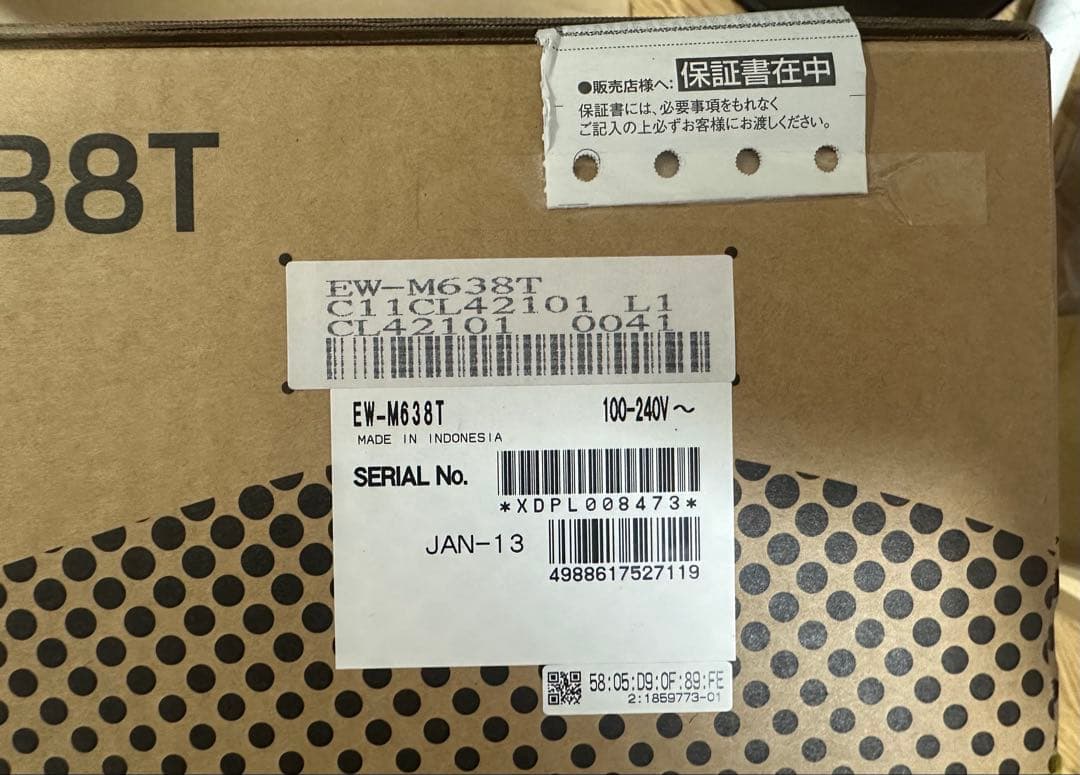 ●販売店様へ: 保証書在中
保証書には、必要事項をもれなく
ご記入の上必ずお客様にお渡しください。
38T
EW-M638T
C11CL42101 L1
CL42101 0041
EW-M638T 100-240V～
MADE IN INDONESIA
SERIAL No.
*XDPL008473*
JAN-13
4988617527119
58:05:D9:0F:89:FE
2:1859773-01